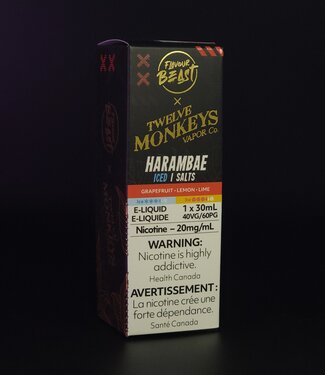 FLAVOUR
BEAST
X
TWELVE
MONKEYS
VAPOR Co.
HARAMBAE
ICED | SALTS
GRAPEFRUIT • LEMON • LIME
E-LIQUID
E-LIQUIDE
1 x 30mL
40VG/60PG
Nicotine – 20mg/mL
WARNING:
Nicotine is highly
addictive.
Health Canada
AVERTISSEMENT:
La nicotine crée une
forte dépendance.
Santé Canada